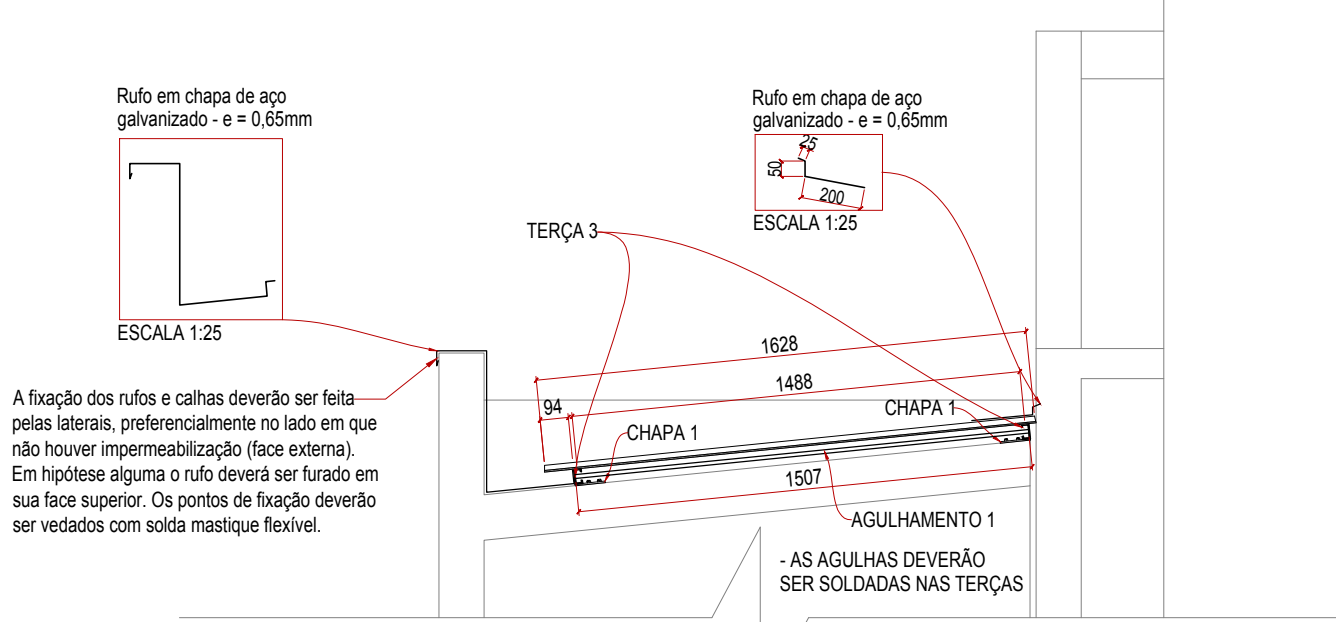 Rufo em chapa de aço
galvanizado - e = 0,65mm
ESCALA 1:25
Rufo em chapa de aço
galvanizado - e = 0,65mm
25
50
200
ESCALA 1:25
TERÇA 3
1628
1488
94
CHAPA 1
CHAPA 1
1507
AGULHAMENTO 1
- AS AGULHAS DEVERÃO
SER SOLDADAS NAS TERÇAS
A fixação dos rufos e calhas deverão ser feita
pelas laterais, preferencialmente no lado em que
não houver impermeabilização (face externa).
Em hipótese alguma o rufo deverá ser furado em
sua face superior. Os pontos de fixação deverão
ser vedados com solda mastique flexível.